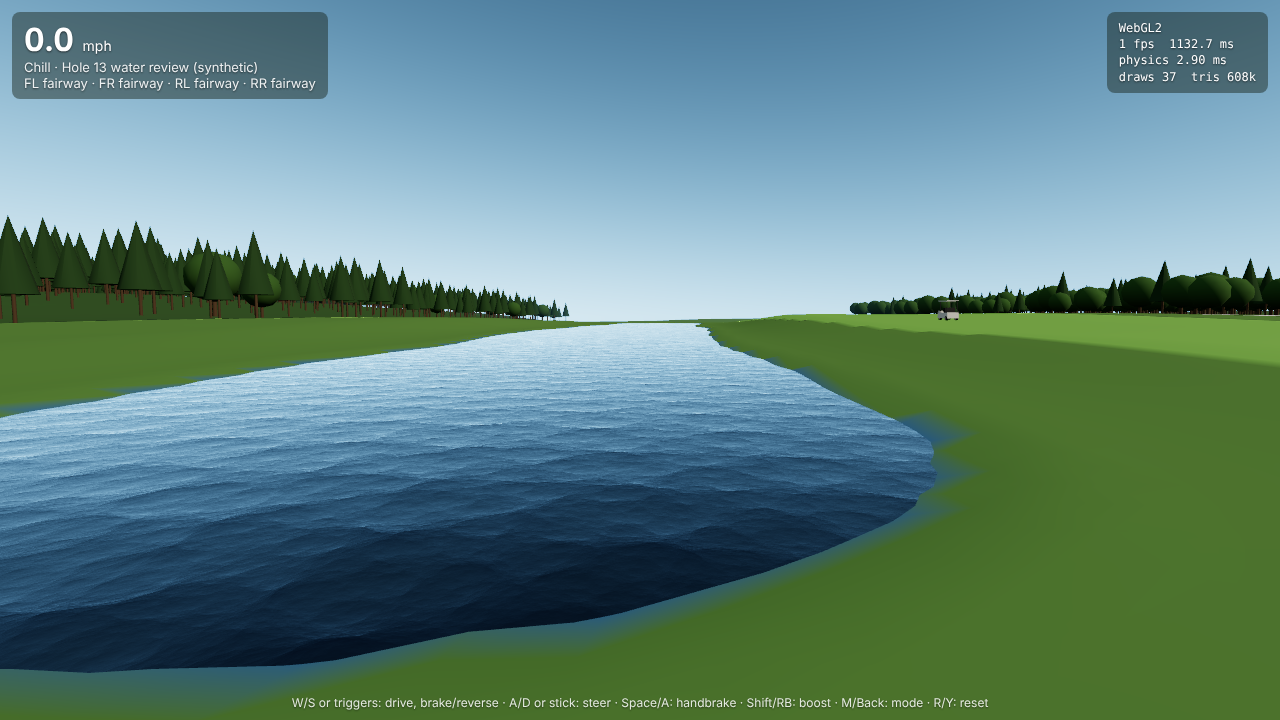 0.0 mph
Chill · Hole 13 water review (synthetic)
FL fairway · FR fairway · RL fairway · RR fairway
WebGL2
1 fps  1132.7 ms
physics 2.90 ms
draws 37  tris 608k
W/S or triggers: drive, brake/reverse · A/D or stick: steer · Space/A: handbrake · Shift/RB: boost · M/Back: mode · R/Y: reset